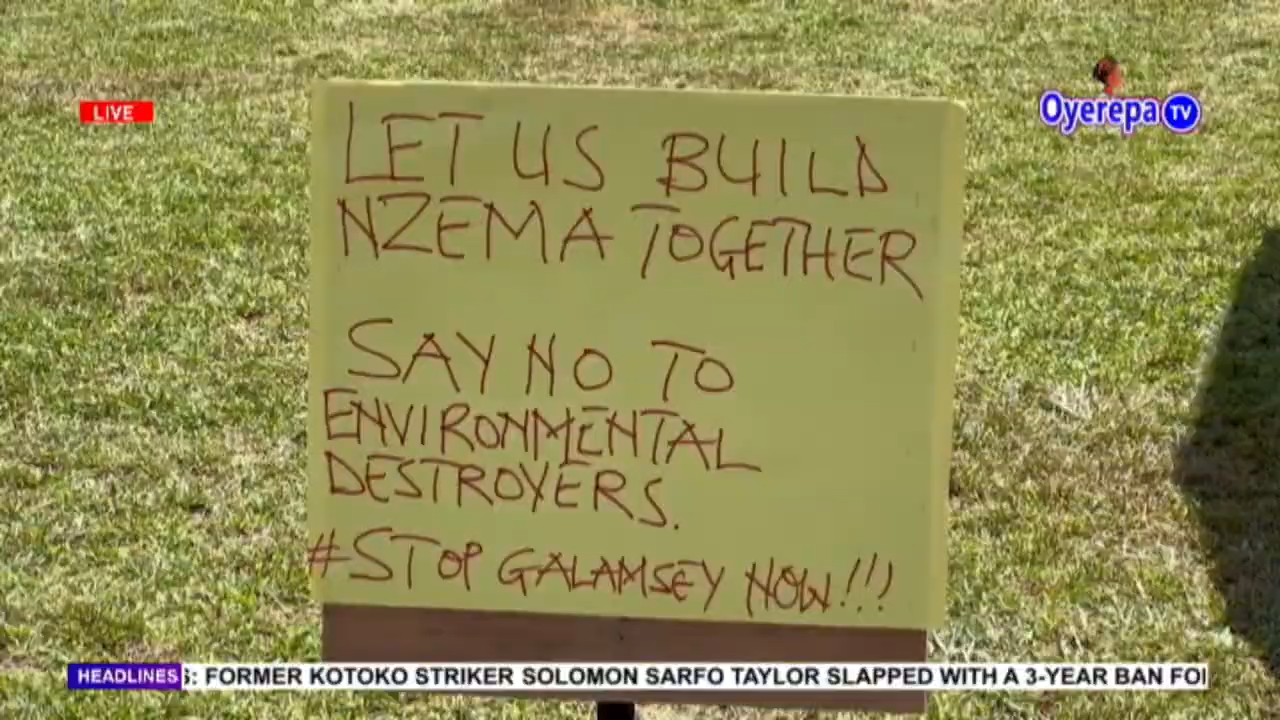 LIVE
Oyerepa TV
LET US BUILD
NZEMA TOGETHER
SAY NO TO
ENVIRONMENTAL
DESTROYERS.
#STOP GALAMSEY NOW!!!
HEADLINES : FORMER KOTOKO STRIKER SOLOMON SARFO TAYLOR SLAPPED WITH A 3-YEAR BAN